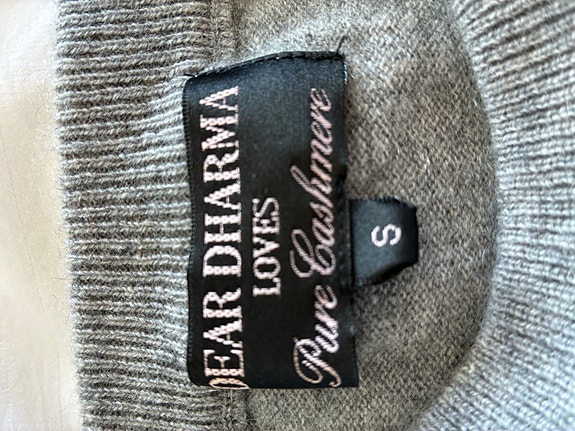 DEAR DHARMA
LOVES
Pure Cashmere
S